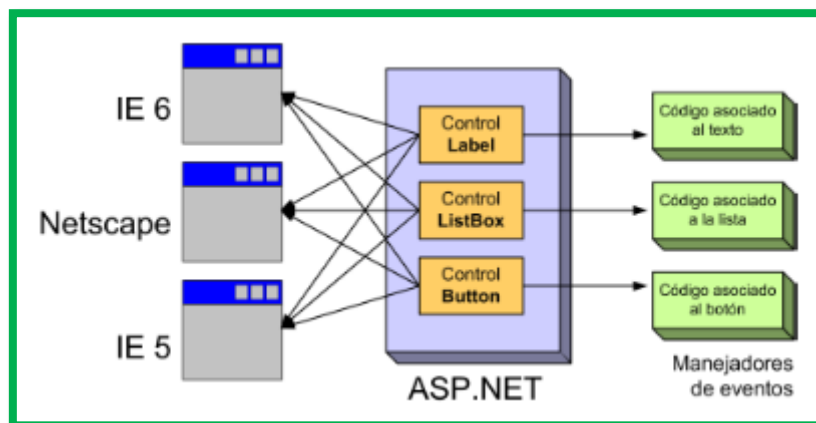 IE 6
Netscape
IE 5
Control
Label
Control
ListBox
Control
Button
ASP.NET
Código asociado
al texto
Código asociado
a la lista
Código asociado
al botón
Manejadores
de eventos